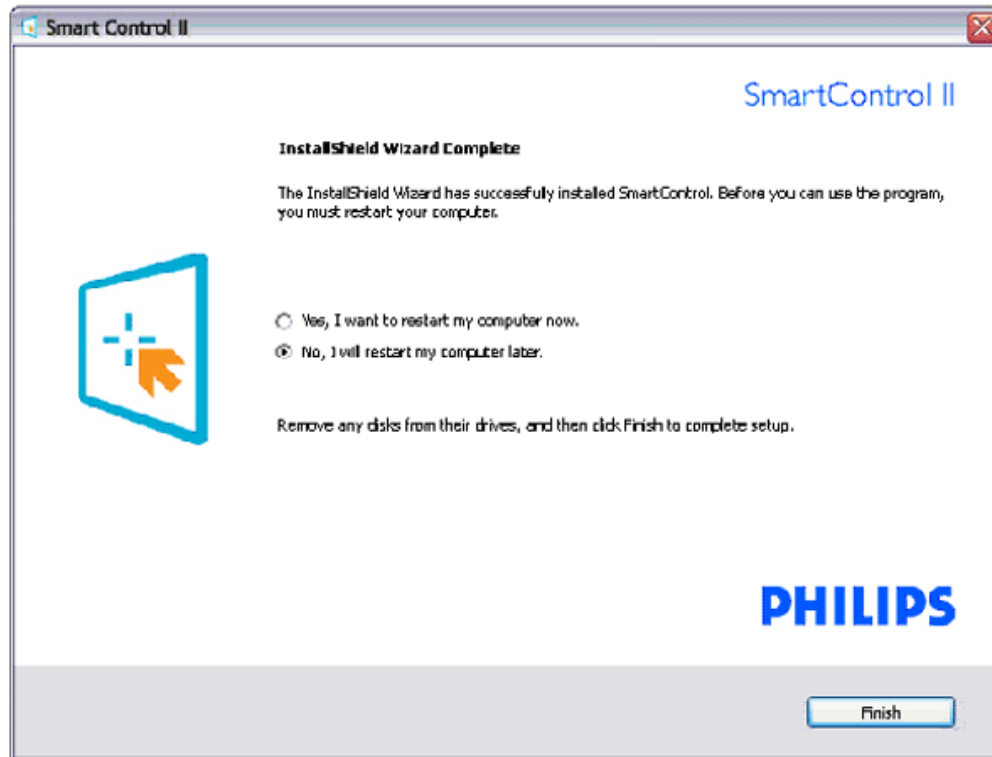 Smart Control II
SmartControl II
InstallShield Wizard Complete
The InstallShield Wizard has successfully installed SmartControl. Before you can use the program,
you must restart your computer.
Yes, I want to restart my computer now.
No, I will restart my computer later.
Remove any disks from their drives, and then click Finish to complete setup.
PHILIPS
Finish